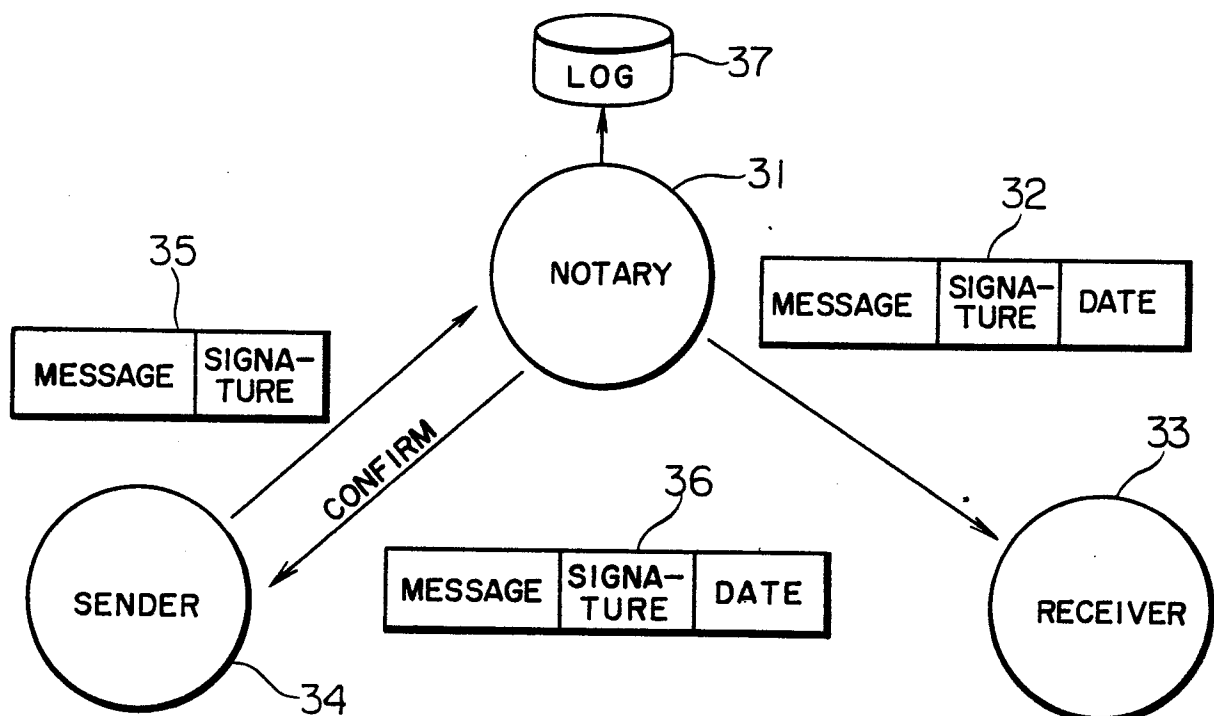 LOG
37
31
32
35
NOTARY
MESSAGE
SIGNA-
TURE
DATE
MESSAGE
SIGNA-
TURE
CONFIRM
33
36
MESSAGE
SIGNA-
TURE
DATE
SENDER
RECEIVER
34